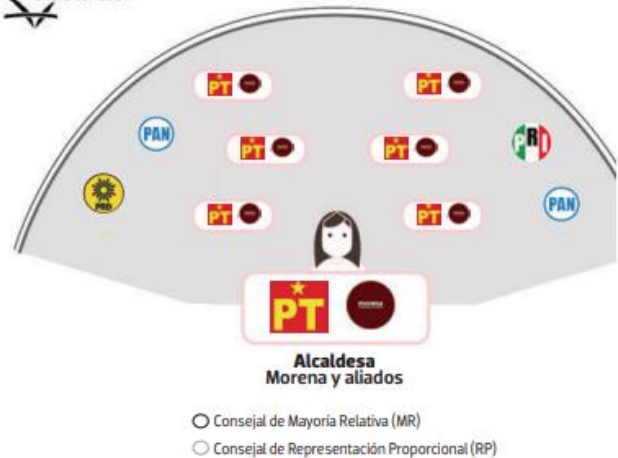 PT
PT
PAN
PT
PT
PRI
PRD
PT
PT
PAN
PT morena
Alcaldesa
Morena y aliados
Consejal de Mayoría Relativa (MR)
Consejal de Representación Proporcional (RP)